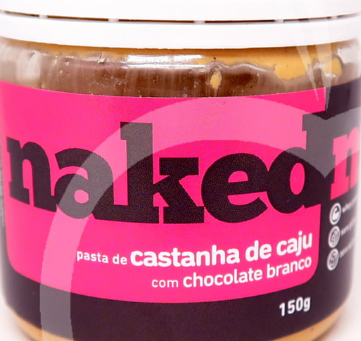 naked
pasta de castanha de caju
com chocolate branco
150g